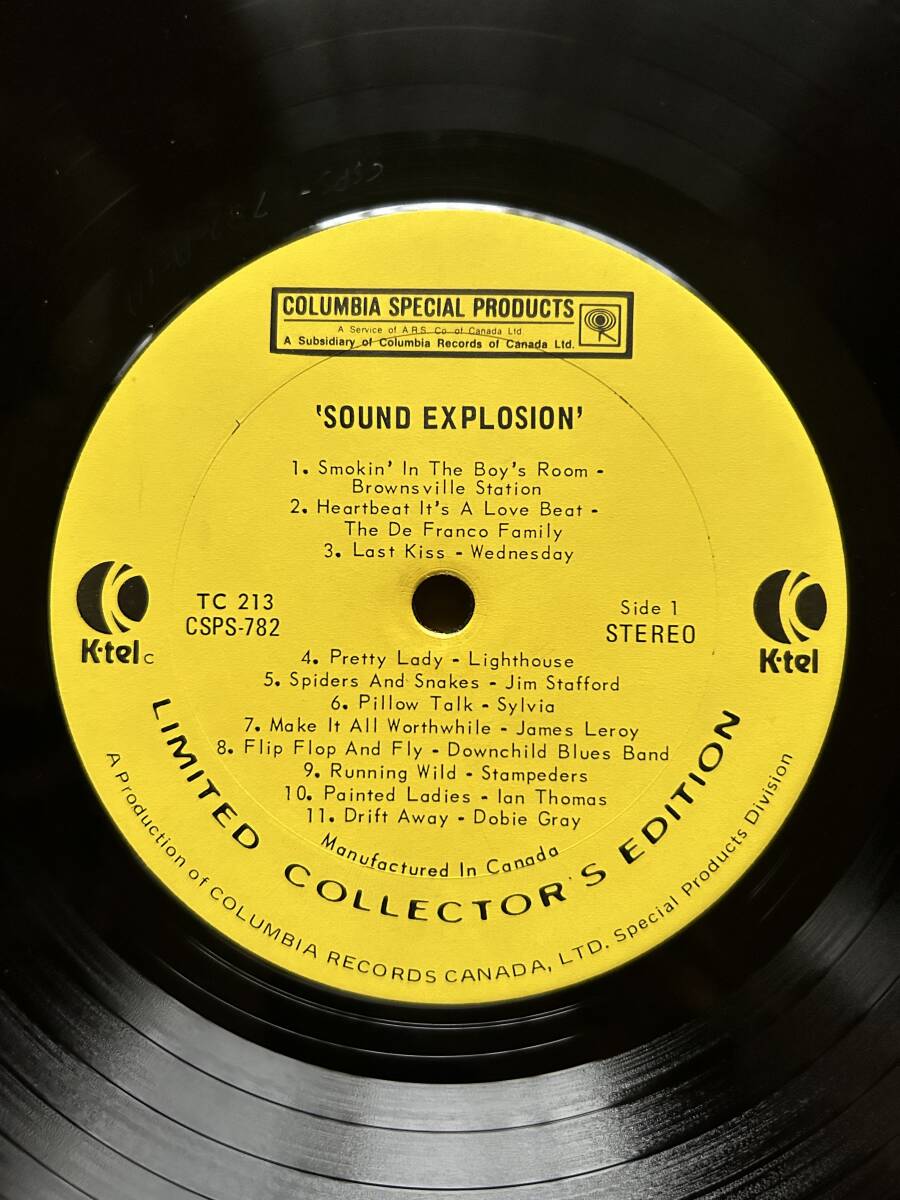 COLUMBIA SPECIAL PRODUCTS
A Service of A.R.S. Co. of Canada Ltd.
A Subsidiary of Columbia Records of Canada Ltd.
'SOUND EXPLOSION'
1. Smokin' In The Boy's Room -
Brownsville Station
2. Heartbeat It's A Love Beat -
The De Franco Family
3. Last Kiss - Wednesday
K-tel C
TC 213
CSPS-782
Side 1
STEREO
K-tel
4. Pretty Lady - Lighthouse
5. Spiders And Snakes - Jim Stafford
6. Pillow Talk - Sylvia
7. Make It All Worthwhile - James Leroy
8. Flip Flop And Fly - Downchild Blues Band
9. Running Wild - Stampeders
10. Painted Ladies - Ian Thomas
11. Drift Away - Dobie Gray
Manufactured In Canada
LIMITED COLLECTOR'S EDITION
A Production of COLUMBIA RECORDS CANADA, LTD. Special Products Division